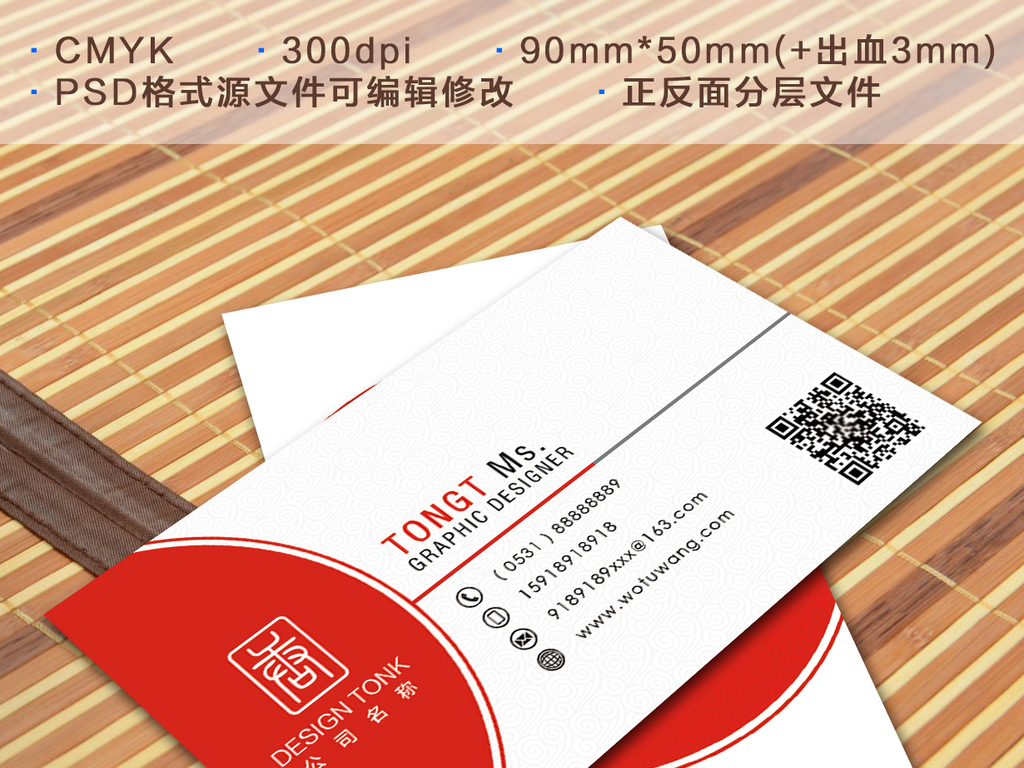 · CMYK · 300dpi · 90mm*50mm(+出血3mm)
· PSD格式源文件可编辑修改 · 正反面分层文件
TONGT Ms.
GRAPHIC DESIGNER
(0531)88888889
15918918918
9189189xxx@163.com
www.wotuwang.com
DESIGN TONK
公司名称